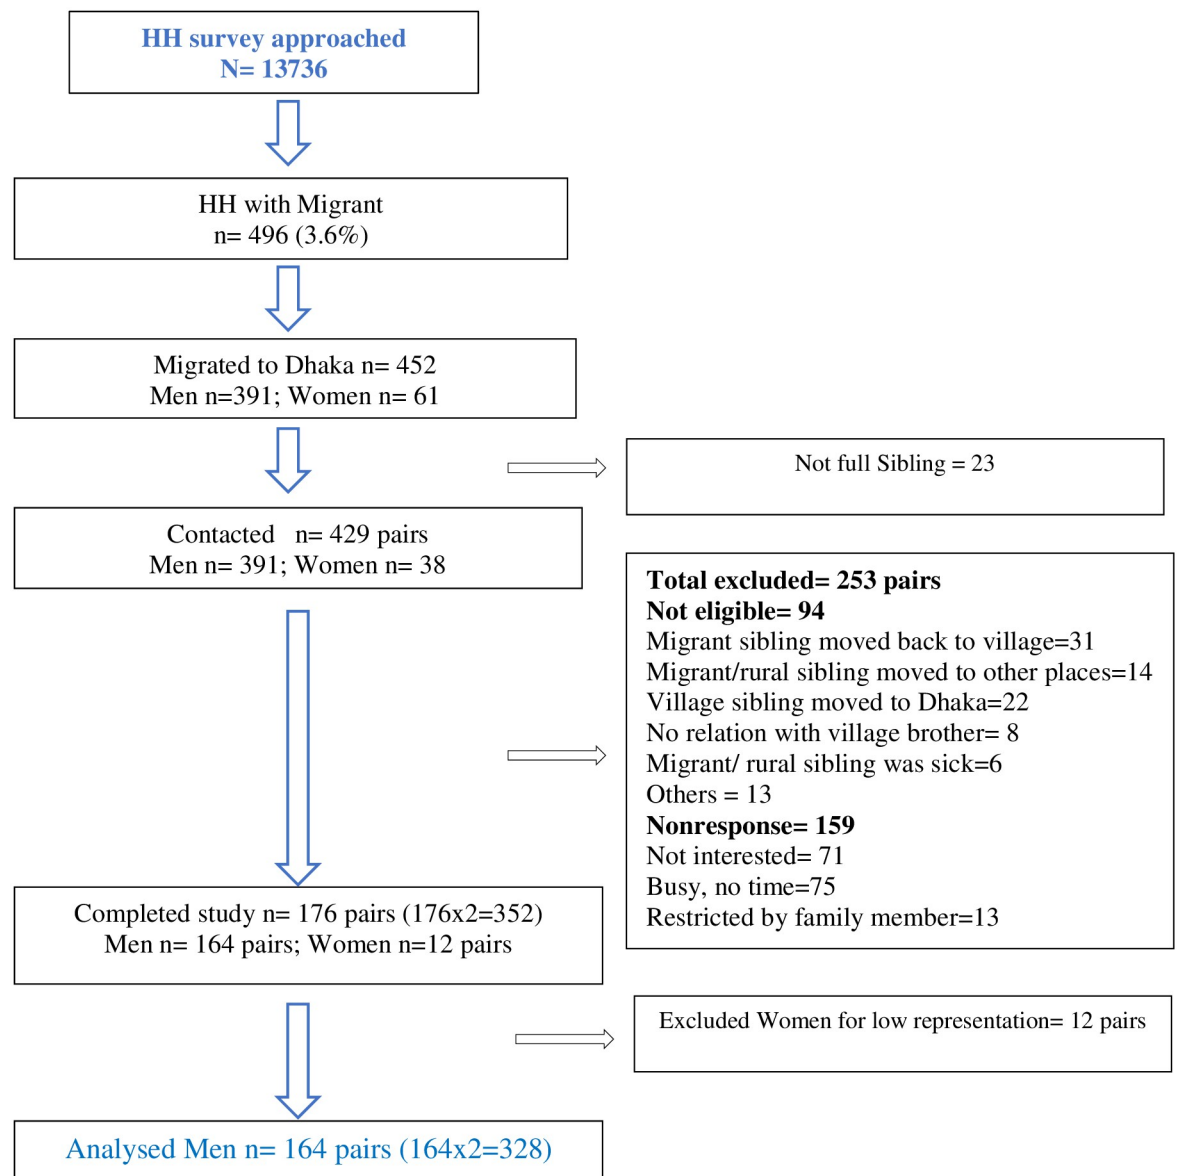 HH survey approached
N= 13736
HH with Migrant
n= 496 (3.6%)
Migrated to Dhaka n= 452
Men n=391; Women n= 61
Not full Sibling = 23
Contacted   n= 429 pairs
Men n= 391; Women n= 38
Total excluded= 253 pairs
Not eligible= 94
Migrant sibling moved back to village=31
Migrant/rural sibling moved to other places=14
Village sibling moved to Dhaka=22
No relation with village brother= 8
Migrant/ rural sibling was sick=6
Others = 13
Nonresponse= 159
Not interested= 71
Busy, no time=75
Restricted by family member=13
Completed study n= 176 pairs (176x2=352)
Men n= 164 pairs; Women n=12 pairs
Excluded Women for low representation= 12 pairs
Analysed Men n= 164 pairs (164x2=328)